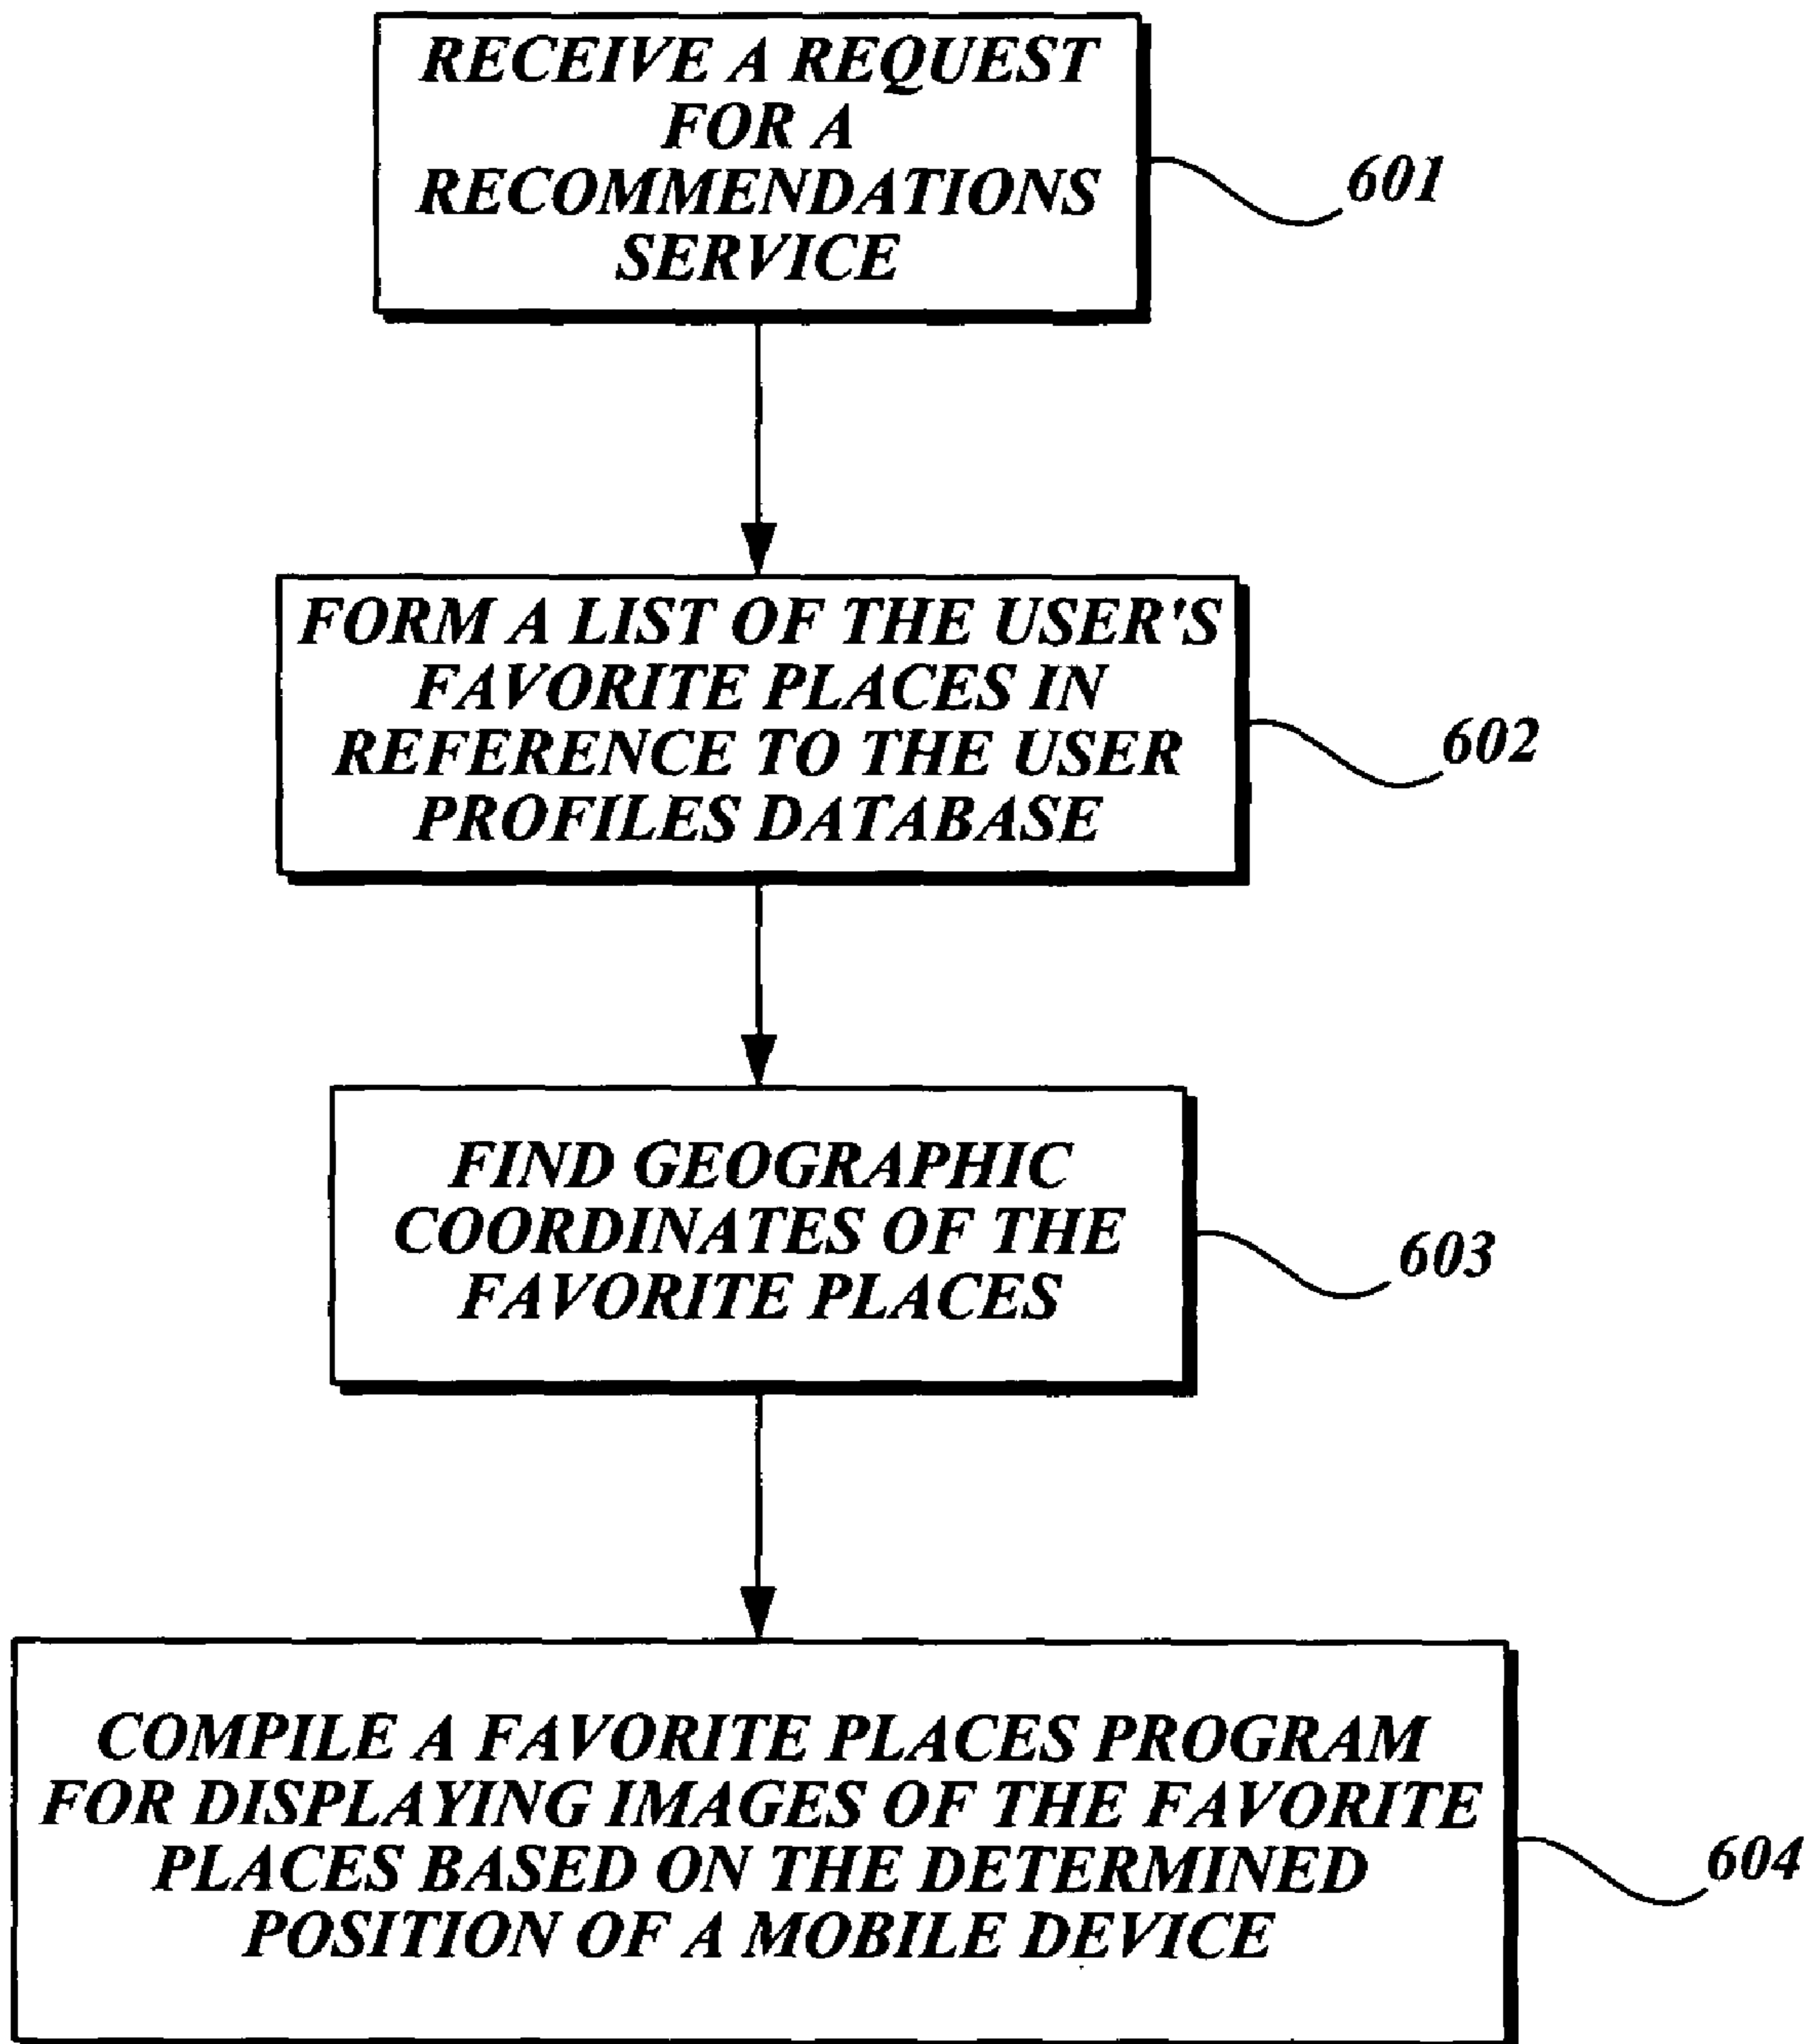 RECEIVE A REQUEST
FOR A
RECOMMENDATIONS
SERVICE
601
FORM A LIST OF THE USER'S
FAVORITE PLACES IN
REFERENCE TO THE USER
PROFILES DATABASE
602
FIND GEOGRAPHIC
COORDINATES OF THE
FAVORITE PLACES
603
COMPILE A FAVORITE PLACES PROGRAM
FOR DISPLAYING IMAGES OF THE FAVORITE
PLACES BASED ON THE DETERMINED
POSITION OF A MOBILE DEVICE
604